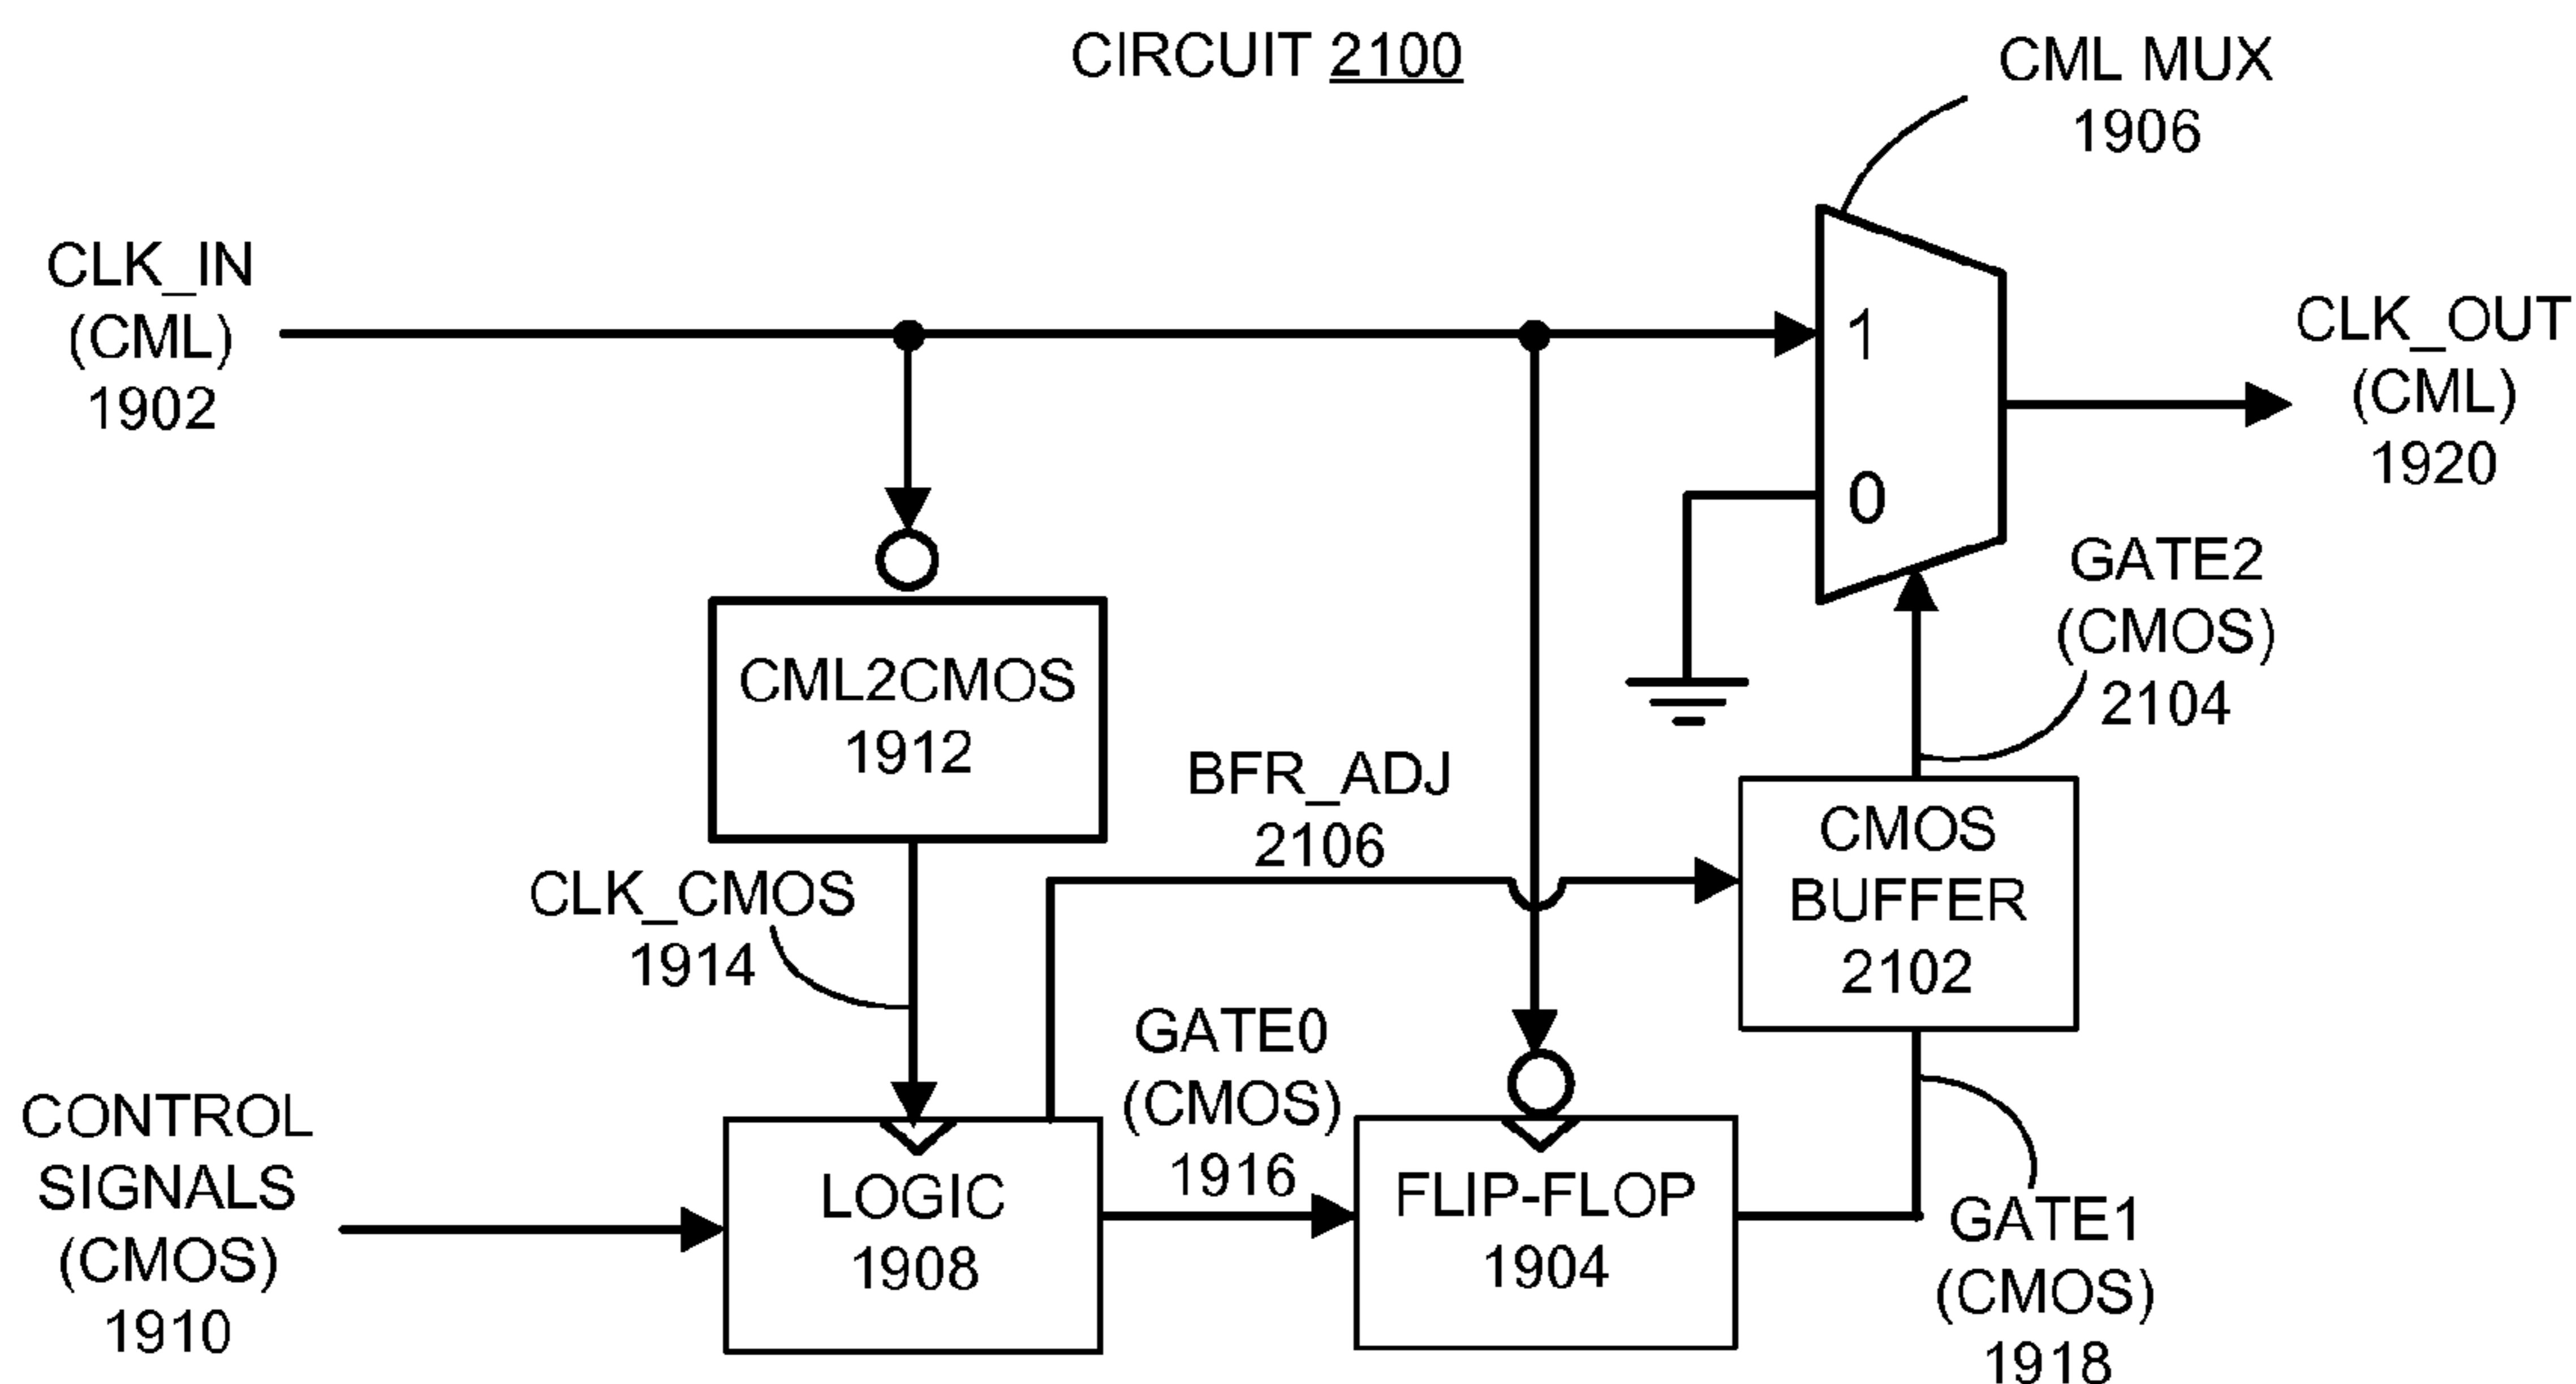 CIRCUIT 2100
CML MUX
1906
CLK_IN
(CML)
1902
1
0
CLK_OUT
(CML)
1920
GATE2
(CMOS)
2104
CML2CMOS
1912
BFR_ADJ
2106
CMOS
BUFFER
2102
CLK_CMOS
1914
GATE0
(CMOS)
1916
CONTROL
SIGNALS
(CMOS)
1910
LOGIC
1908
FLIP-FLOP
1904
GATE1
(CMOS)
1918